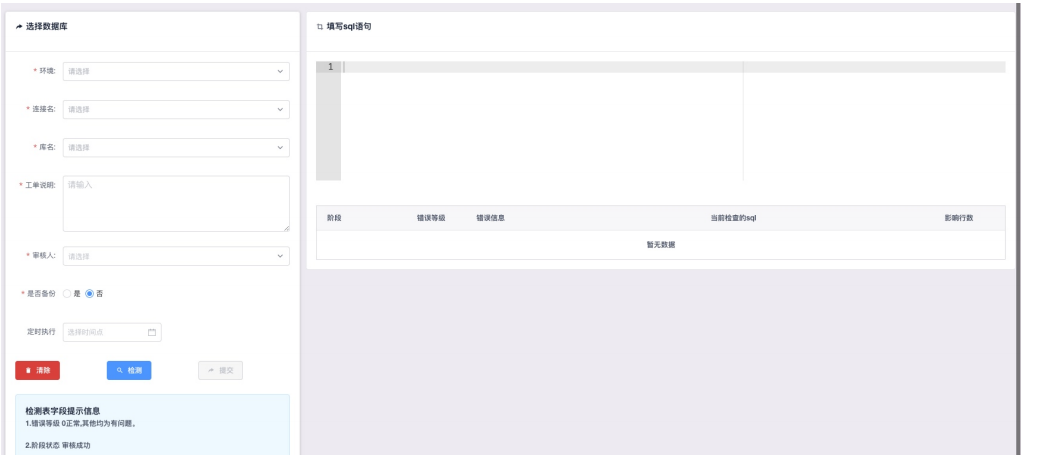 选择数据库
* 环境: 请选择
* 连接名: 请选择
* 库名: 请选择
* 工单说明: 请输入
* 审核人: 请选择
* 是否备份 是 否
定时执行 选择时间点
清除 检测 提交
检测表字段提示信息
1.错误等级 0正常,其他均为有问题。
2.阶段状态 审核成功
填写sql语句
1
阶段 错误等级 错误信息 当前检查的sql 影响行数
暂无数据